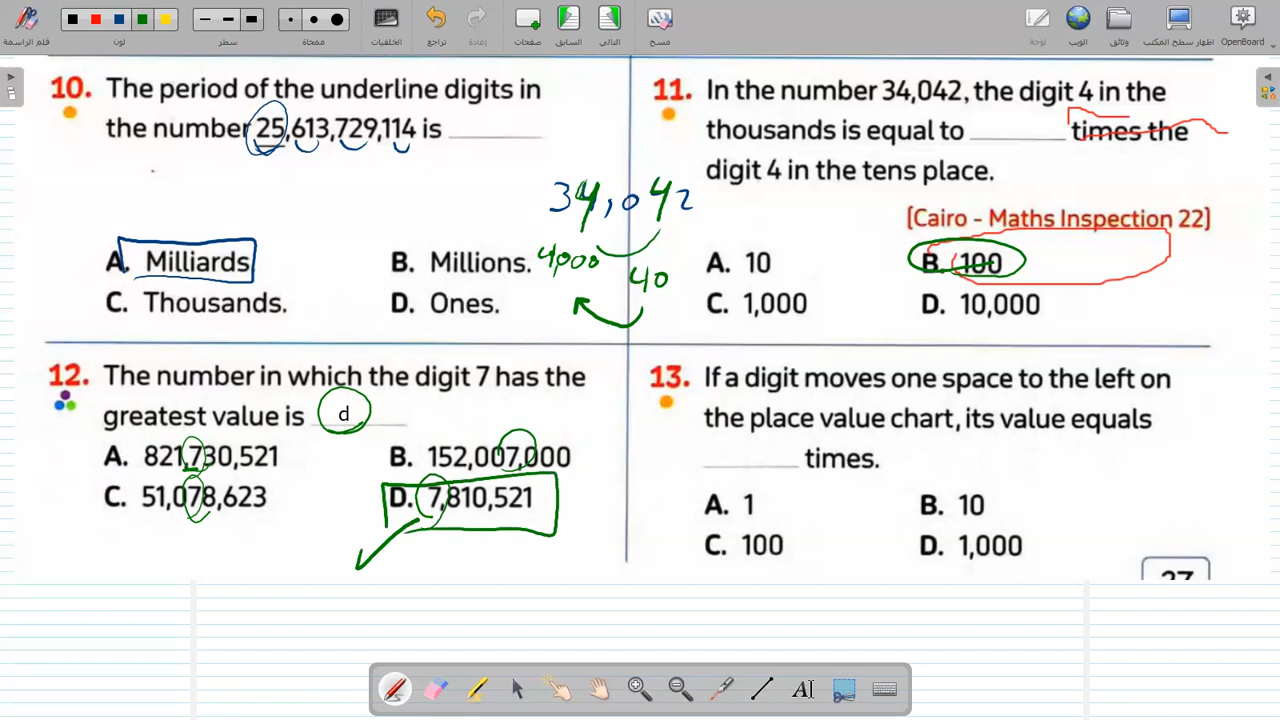 قلم الراسمة
لون
سطر
ممحاة
الخلفيات
تراجع
إعادة
صفحات
السابق
التالى
مسح
لوحة
الويب
وثائق
اظهار سطح المكتب
OpenBoard
10. The period of the underline digits in
the number 25,613,729,114 is
A. Milliards
B. Millions.
C. Thousands.
D. Ones.
11. In the number 34,042, the digit 4 in the
thousands is equal to ________ times the
digit 4 in the tens place.
[Cairo - Maths Inspection 22]
A. 10
B. 100
C. 1,000
D. 10,000
34,042
4,000
40
12. The number in which the digit 7 has the
greatest value is d
A. 821,730,521
B. 152,007,000
C. 51,078,623
D. 7,810,521
13. If a digit moves one space to the left on
the place value chart, its value equals
________ times.
A. 1
B. 10
C. 100
D. 1,000
37